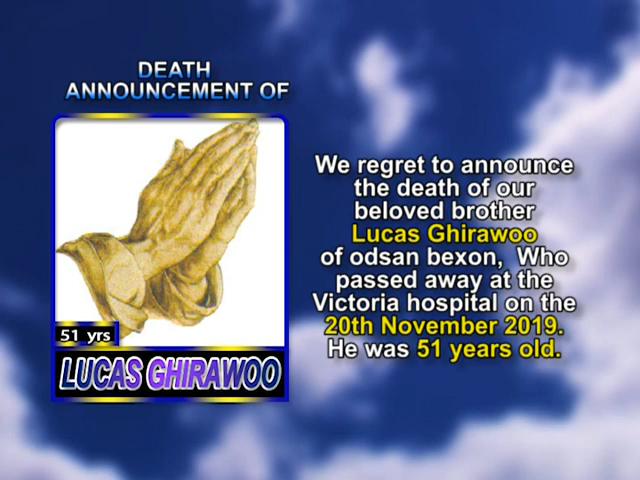 DEATH
ANNOUNCEMENT OF
51 yrs
LUCAS GHIRAWOO
We regret to announce
the death of our
beloved brother
Lucas Ghirawoo
of odsan bexon, Who
passed away at the
Victoria hospital on the
20th November 2019.
He was 51 years old.